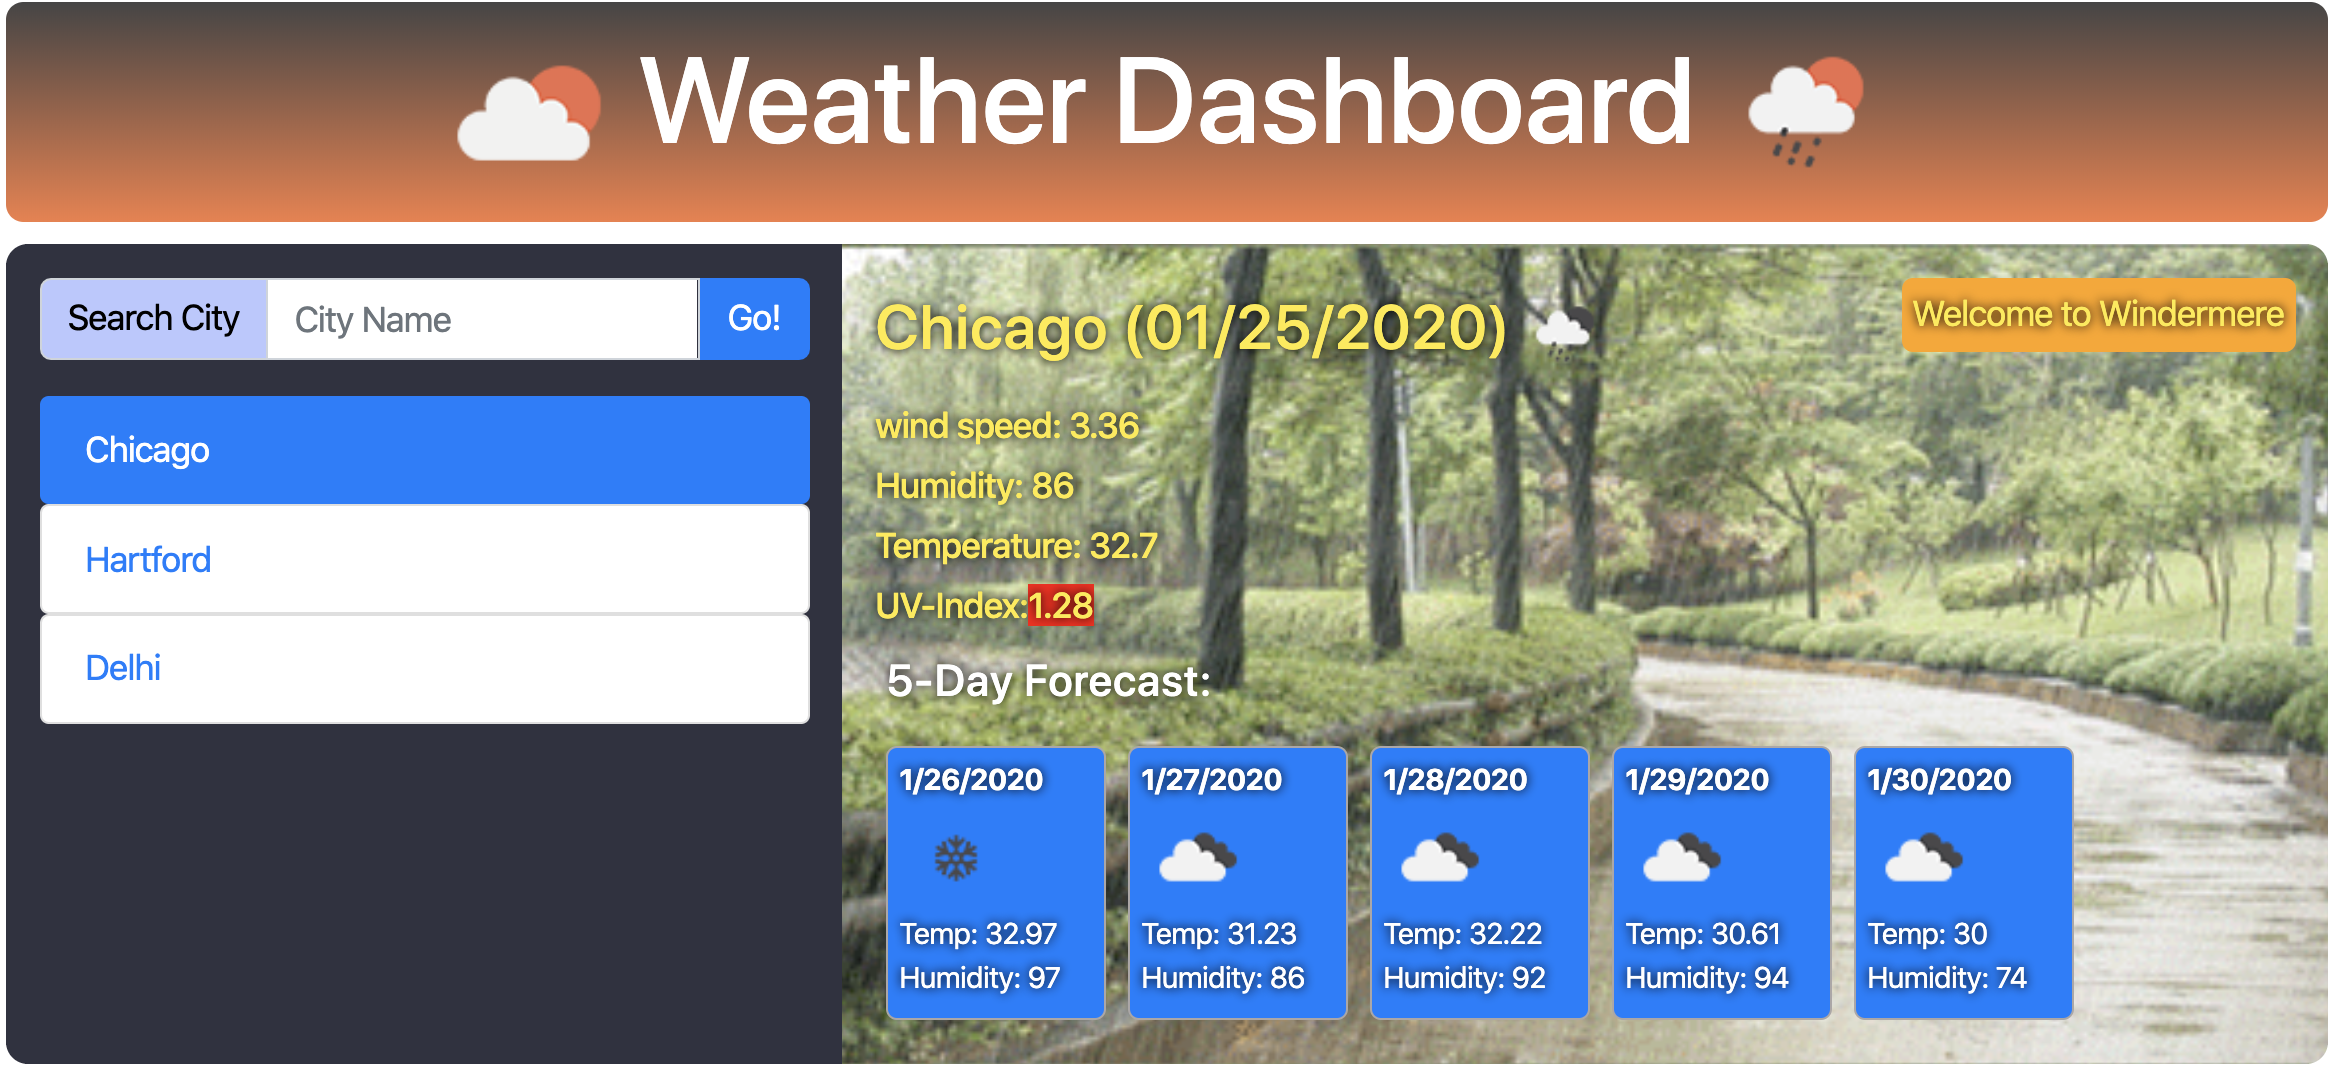 Weather Dashboard
Search City
City Name
Go!
Chicago
Hartford
Delhi
Chicago (01/25/2020)
Welcome to Windermere
wind speed: 3.36
Humidity: 86
Temperature: 32.7
UV-Index:1.28
5-Day Forecast:
1/26/2020
Temp: 32.97
Humidity: 97
1/27/2020
Temp: 31.23
Humidity: 86
1/28/2020
Temp: 32.22
Humidity: 92
1/29/2020
Temp: 30.61
Humidity: 94
1/30/2020
Temp: 30
Humidity: 74